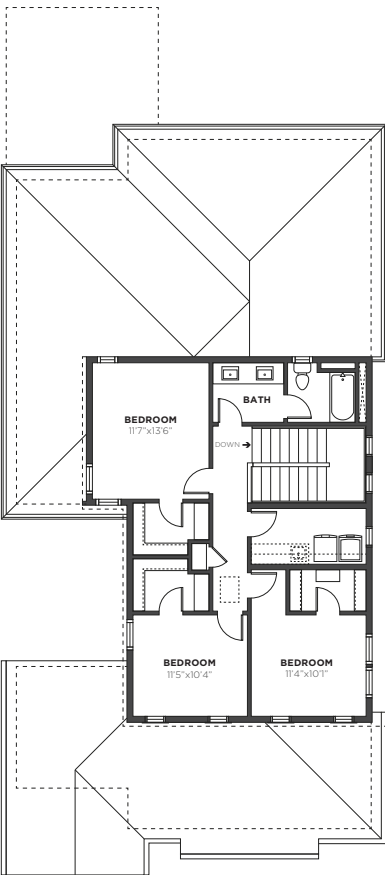 BATH
BEDROOM
11'7"x13'6"
DOWN
BEDROOM
11'5"x10'4"
BEDROOM
11'4"x10'1"